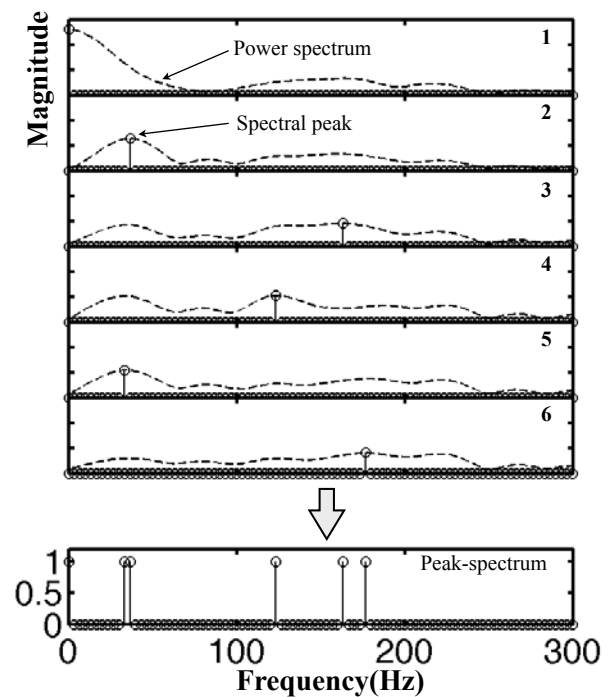 Magnitude
Power spectrum
1
Spectral peak
2
3
4
5
6
Peak-spectrum
1
0.5
0
0 100 200 300
Frequency(Hz)